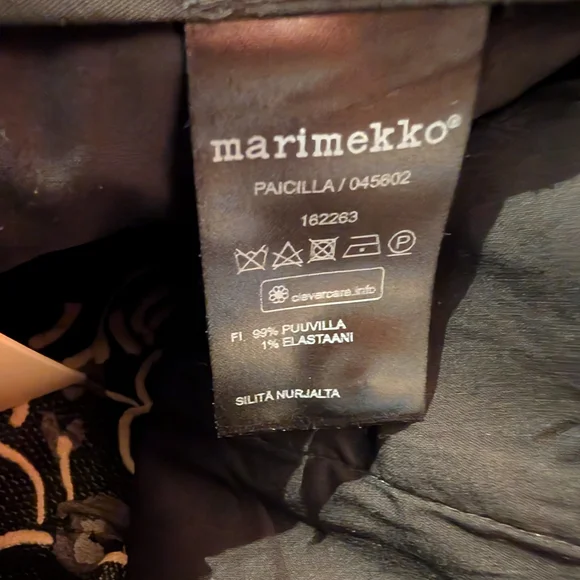 marimekko®
PAICILLA / 045602
162263
P
clevercare.info
FI 99% PUUVILLA
1% ELASTAANI
SILITÄ NURJALTA